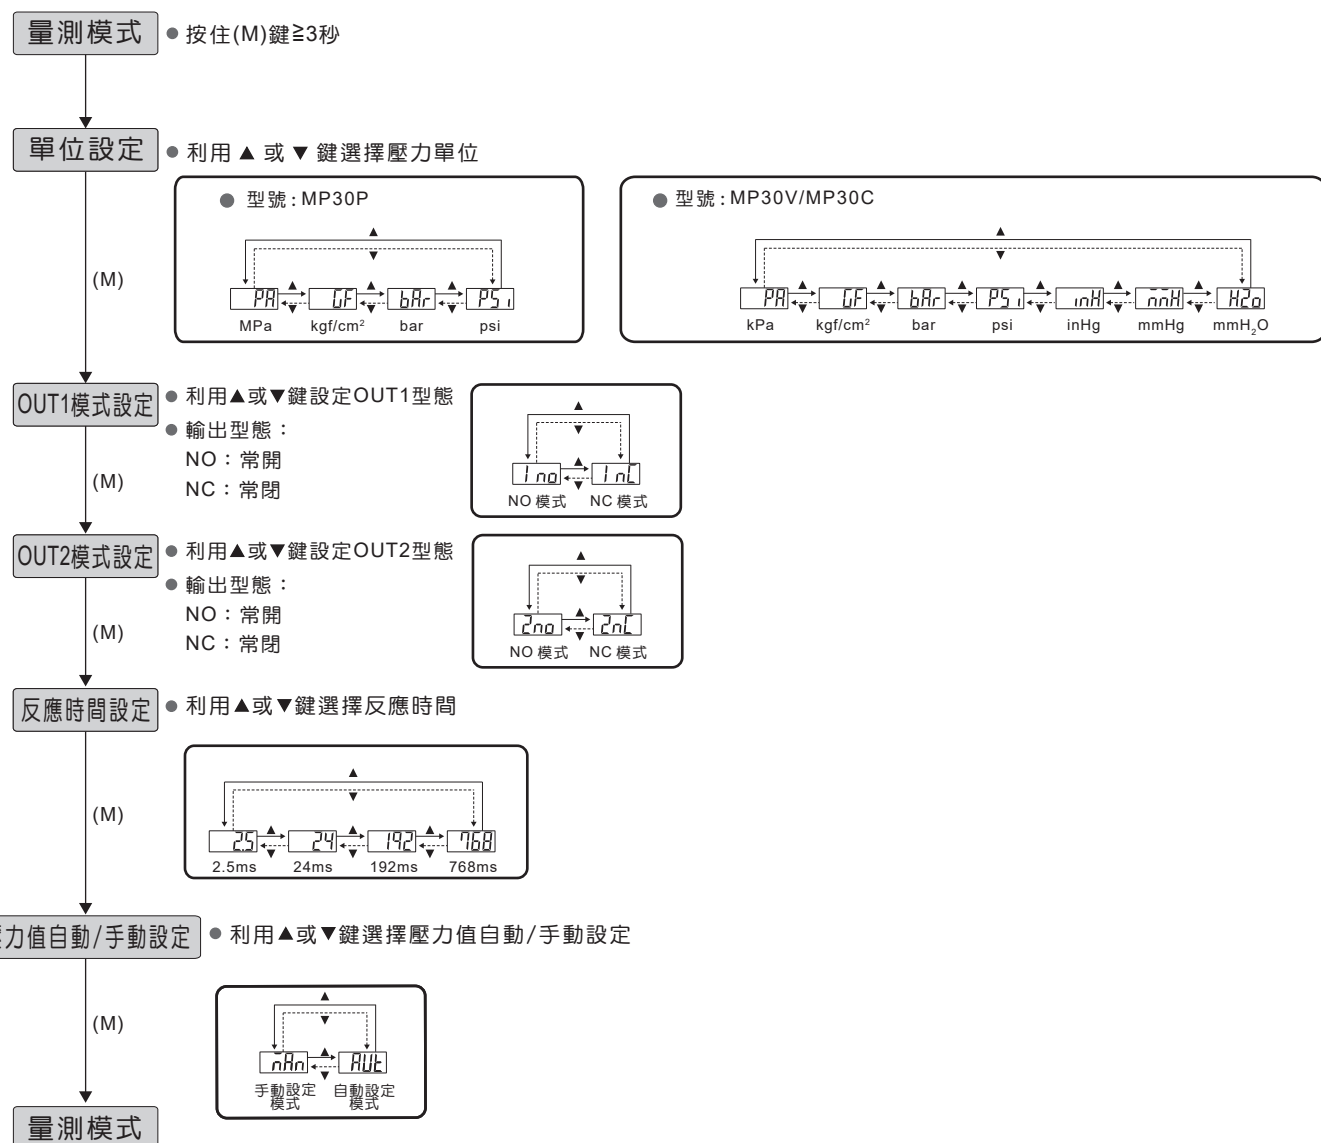 量測模式
● 按住(M)鍵≧3秒
單位設定
● 利用 ▲ 或 ▼ 鍵選擇壓力單位
(M)
● 型號:MP30P
▲
▼
PA ▲▼ GF ▲▼ bAr ▲▼ PSi
MPa kgf/cm² bar psi
● 型號:MP30V/MP30C
▲
▼
PA ▲▼ GF ▲▼ bAr ▲▼ PSi ▲▼ inH ▲▼ mmH ▲▼ H2o
kPa kgf/cm² bar psi inHg mmHg mmH₂O
OUT1模式設定
● 利用▲或▼鍵設定OUT1型態
● 輸出型態:
NO:常開
NC:常閉
(M)
▲
▼
1no ▲▼ 1nC
NO 模式 NC 模式
OUT2模式設定
● 利用▲或▼鍵設定OUT2型態
● 輸出型態:
NO:常開
NC:常閉
(M)
▲
▼
2no ▲▼ 2nC
NO 模式 NC 模式
反應時間設定
● 利用▲或▼鍵選擇反應時間
(M)
▲
▼
2.5 ▲▼ 24 ▲▼ 192 ▲▼ 768
2.5ms 24ms 192ms 768ms
力值自動/手動設定
● 利用▲或▼鍵選擇壓力值自動/手動設定
(M)
▲
▼
mAn ▲▼ AUt
手動設定 自動設定
模式 模式
量測模式